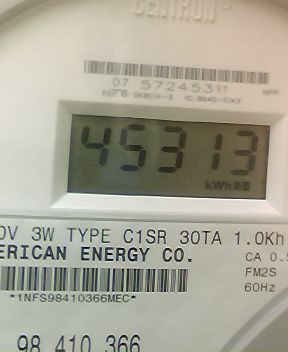 CENTRON
07 57245311
45313
kWh
0V 3W TYPE C1SR 30TA 1.0Kh
ERICAN ENERGY CO.
CA 0.5
FM2S
*1NFS98410366MEC*
60Hz
98 410 366